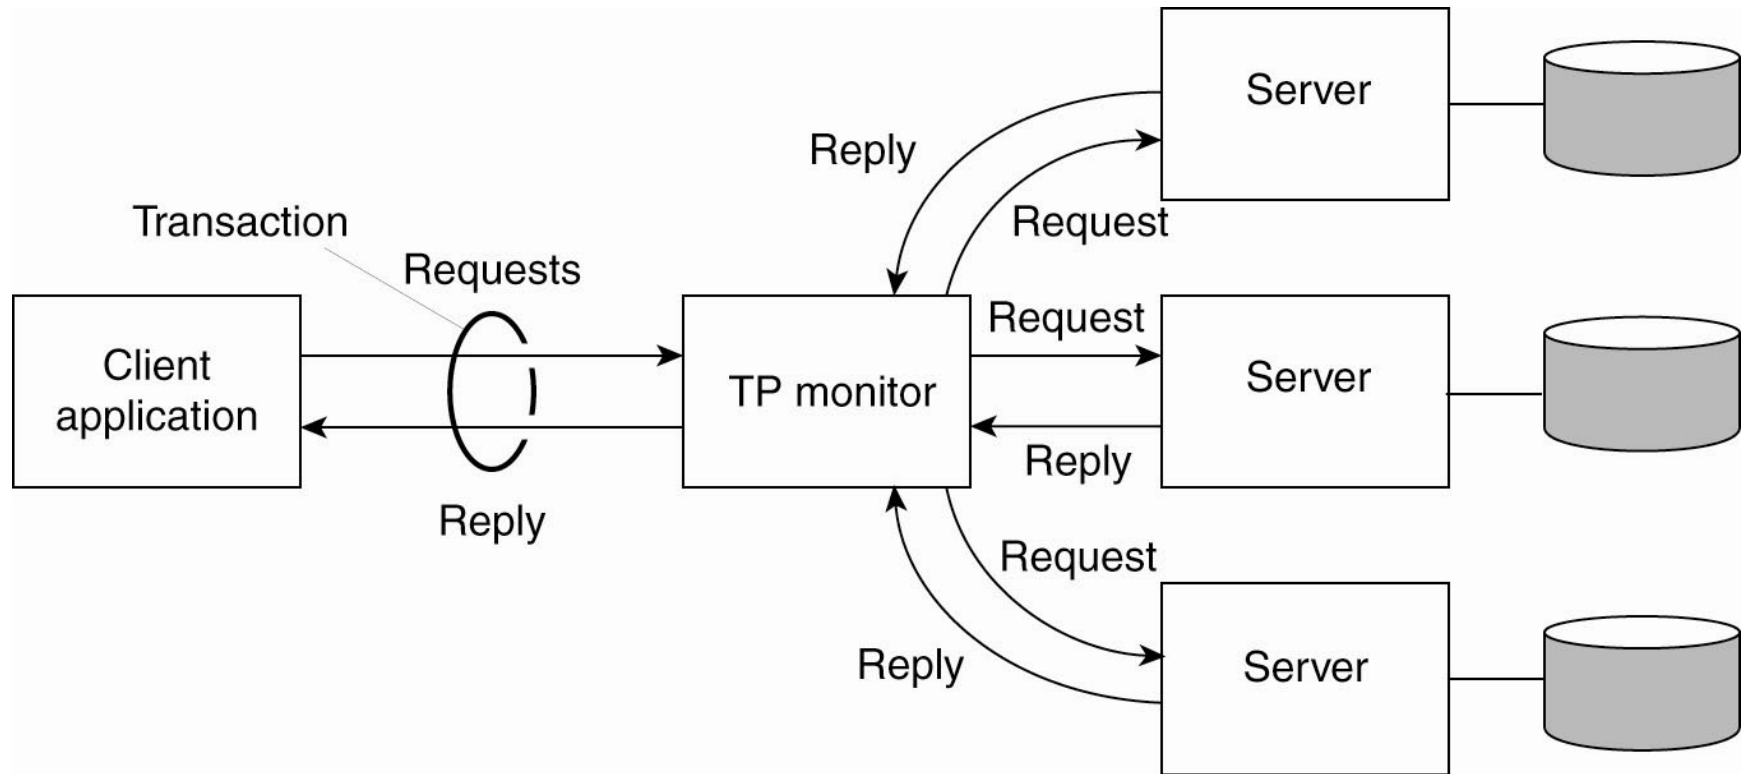 Server
Reply
Transaction
Request
Requests
Request
Client
application
TP monitor
Server
Reply
Reply
Request
Reply
Server